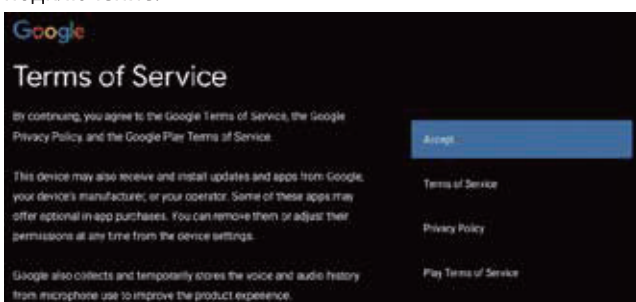 Google
Terms of Service
By continuing, you agree to the Google Terms of Service, the Google
Privacy Policy, and the Google Play Terms of Service.
This device may also receive and install updates and apps from Google,
your device's manufacturer, or your operator. Some of these apps may
offer optional in-app purchases. You can remove them or adjust their
permissions at any time from the device settings.
Google also collects and temporarily stores the voice and audio history
from microphone use to improve the product experience.
Accept
Terms of Service
Privacy Policy
Play Terms of Service